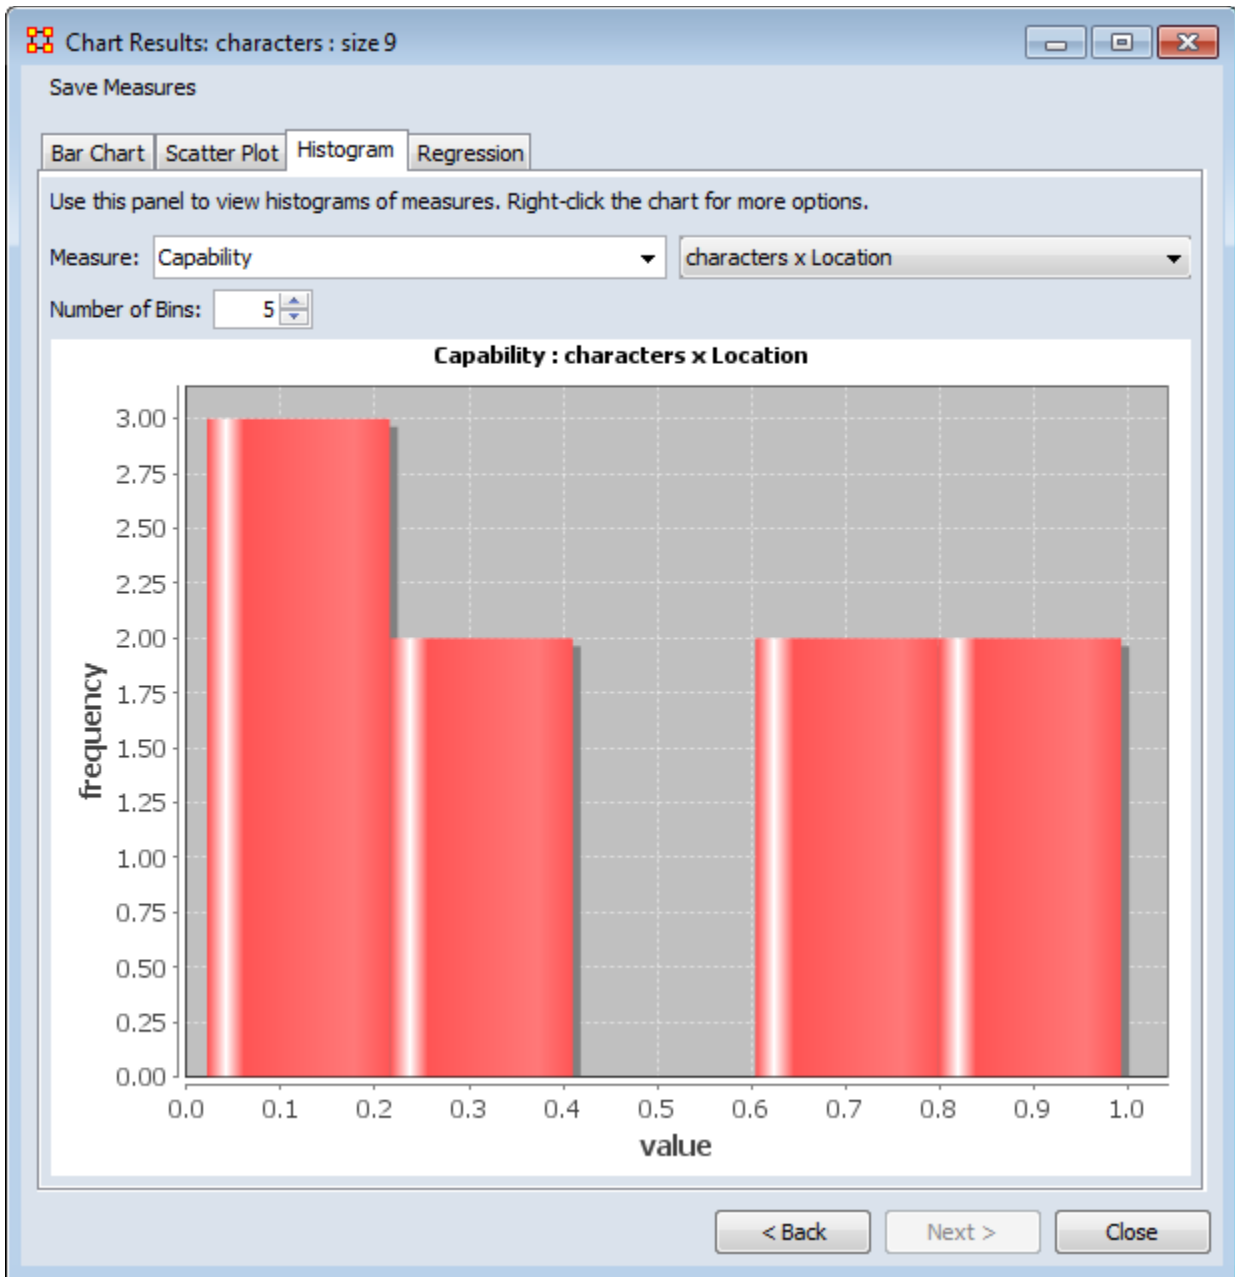 Chart Results: characters : size 9
Save Measures
Bar Chart Scatter Plot Histogram Regression
Use this panel to view histograms of measures. Right-click the chart for more options.
Measure: Capability characters x Location
Number of Bins: 5
Capability : characters x Location
3.00
2.75
2.50
2.25
2.00
1.75
1.50
1.25
1.00
0.75
0.50
0.25
0.00
frequency
0.0 0.1 0.2 0.3 0.4 0.5 0.6 0.7 0.8 0.9 1.0
value
< Back Next > Close